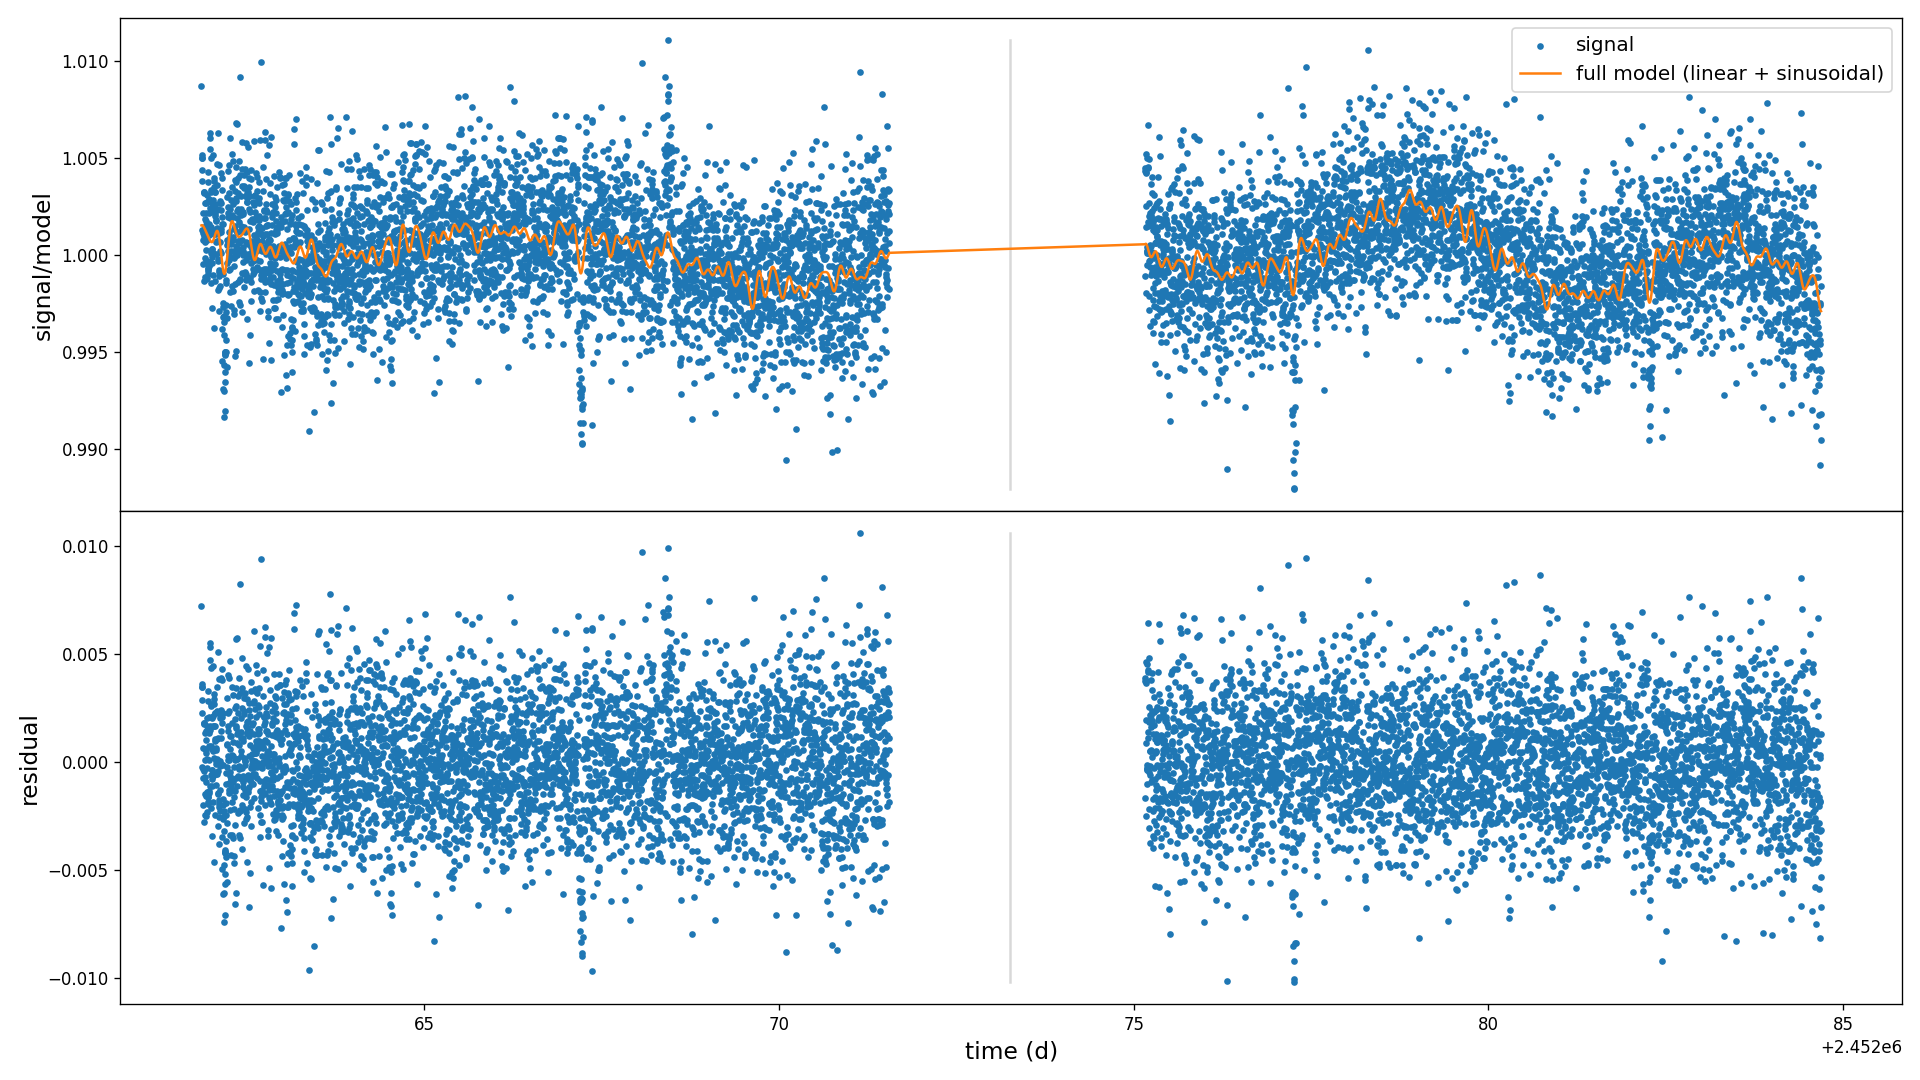 signal
full model (linear + sinusoidal)
1.010
1.005
1.000
0.995
0.990
signal/model
0.010
0.005
0.000
−0.005
−0.010
residual
65
70
75
80
85
time (d)
+2.452e6